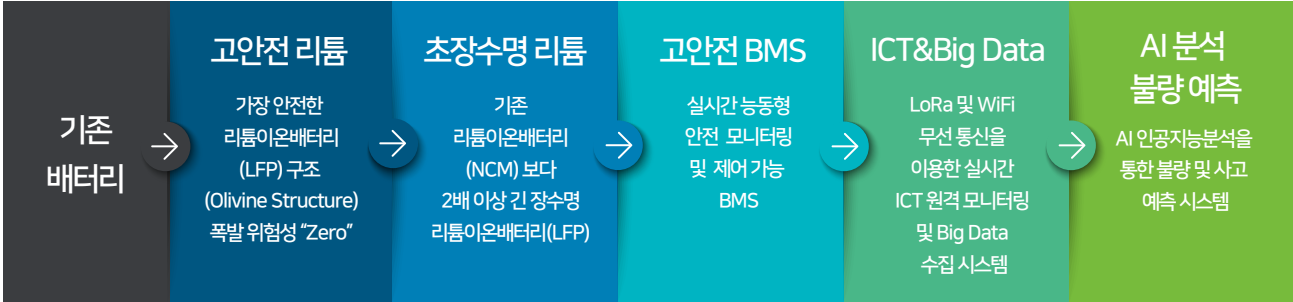 기존
배터리
고안전 리튬
가장 안전한
리튬이온배터리
(LFP) 구조
(Olivine Structure)
폭발 위험성 “Zero”
초장수명 리튬
기존
리튬이온배터리
(NCM) 보다
2배 이상 긴 장수명
리튬이온배터리(LFP)
고안전 BMS
실시간 능동형
안전 모니터링
및 제어 가능
BMS
ICT&Big Data
LoRa 및 WiFi
무선 통신을
이용한 실시간
ICT 원격 모니터링
및 Big Data
수집 시스템
AI 분석
불량 예측
AI 인공지능분석을
통한 불량 및 사고
예측 시스템